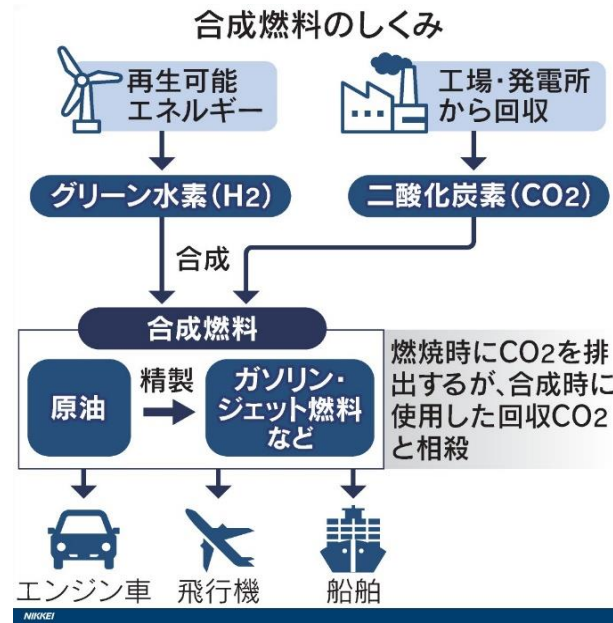 合成燃料のしくみ
再生可能
エネルギー
工場・発電所
から回収
グリーン水素(H2)
二酸化炭素(CO2)
合成
合成燃料
原油
精製
ガソリン・
ジェット燃料
など
燃焼時にCO2を排
出するが、合成時に
使用した回収CO2
と相殺
エンジン車
飛行機
船舶
NIKKEI